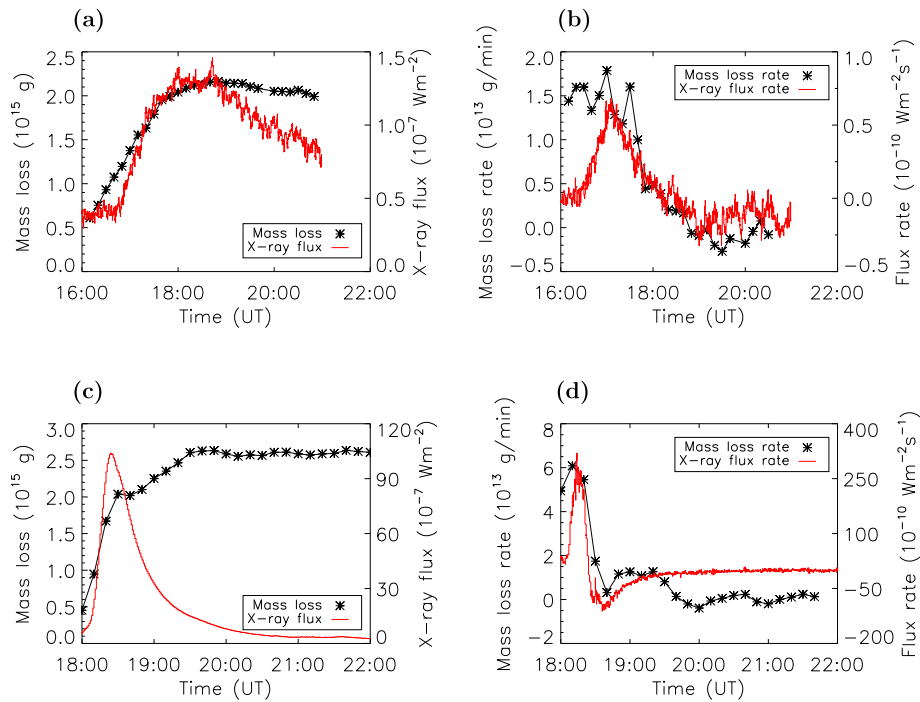 (a)
Mass loss (10^15 g)
2.5
2.0
1.5
1.0
0.5
0.0
1.5
1.0
0.5
0.0
X-ray flux (10^-7 Wm^-2)
Mass loss
X-ray flux
16:00 18:00 20:00 22:00
Time (UT)
(b)
Mass loss rate (10^13 g/min)
2.0
1.5
1.0
0.5
0.0
-0.5
1.0
0.5
0.0
-0.5
Flux rate (10^-10 Wm^-2s^-1)
Mass loss rate
X-ray flux rate
16:00 18:00 20:00 22:00
Time (UT)
(c)
Mass loss (10^15 g)
3.0
2.5
2.0
1.5
1.0
0.5
0.0
120
90
60
30
0
X-ray flux (10^-7 Wm^-2)
Mass loss
X-ray flux
18:00 19:00 20:00 21:00 22:00
Time (UT)
(d)
Mass loss rate (10^13 g/min)
8
6
4
2
0
-2
400
250
100
-50
-200
Flux rate (10^-10 Wm^-2s^-1)
Mass loss rate
X-ray flux rate
18:00 19:00 20:00 21:00 22:00
Time (UT)